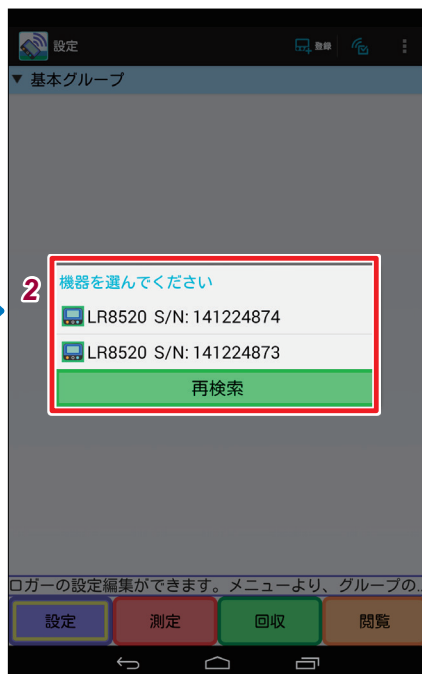 設定
登録
▼ 基本グループ
2
機器を選んでください
LR8520 S/N: 141224874
LR8520 S/N: 141224873
再検索
ロガーの設定編集ができます。メニューより、グループの...
設定
測定
回収
閲覧